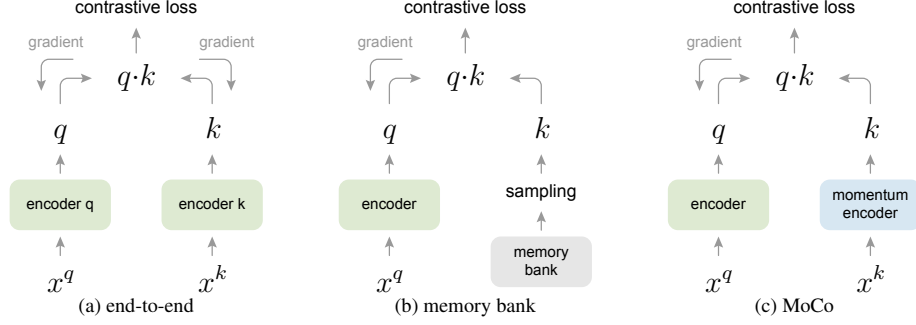 contrastive loss
gradient gradient
q·k
q k
encoder q encoder k
x^q x^k
(a) end-to-end
contrastive loss
gradient
q·k
q k
encoder sampling
memory
bank
x^q
(b) memory bank
contrastive loss
gradient
q·k
q k
encoder momentum
encoder
x^q x^k
(c) MoCo